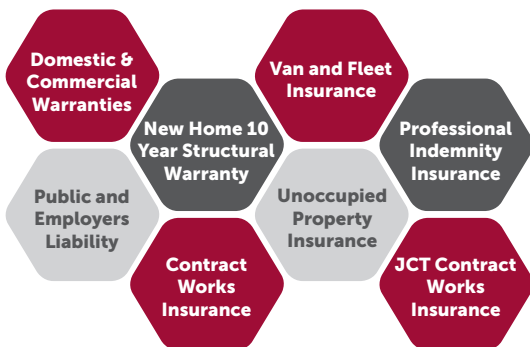 Domestic &
Commercial
Warranties
Van and Fleet
Insurance
New Home 10
Year Structural
Warranty
Professional
Indemnity
Insurance
Public and
Employers
Liability
Unoccupied
Property
Insurance
Contract
Works
Insurance
JCT Contract
Works
Insurance